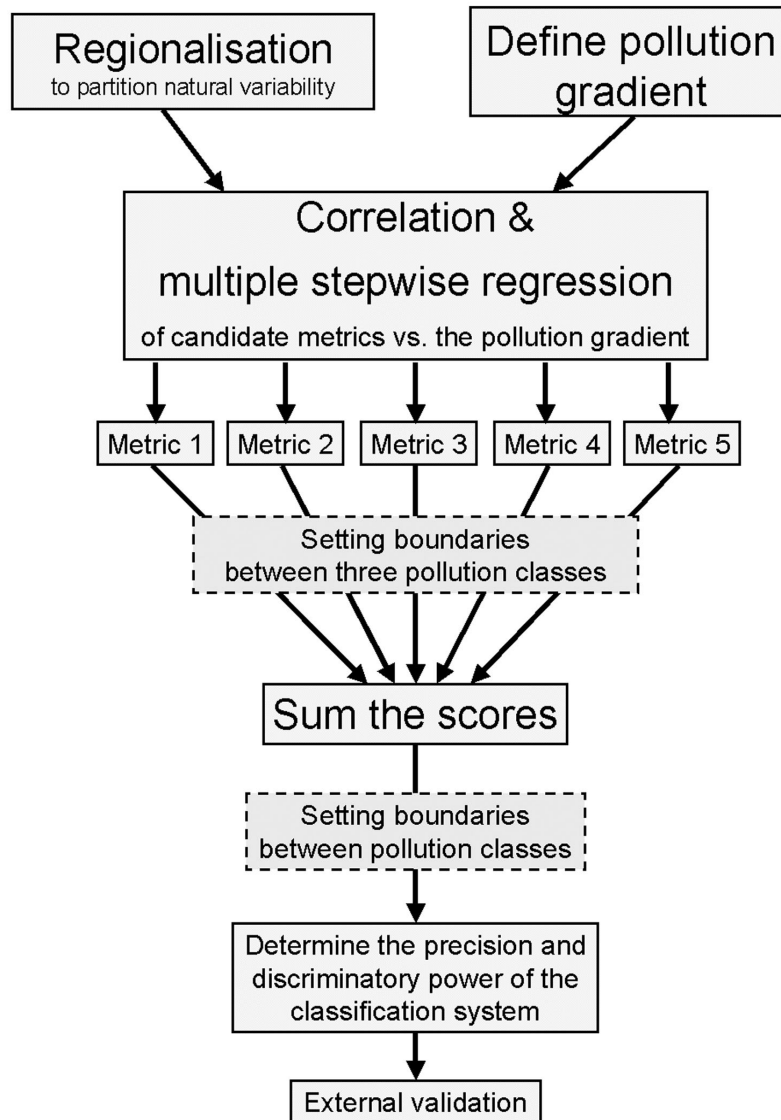 Regionalisation
to partition natural variability
Define pollution
gradient
Correlation &
multiple stepwise regression
of candidate metrics vs. the pollution gradient
Metric 1
Metric 2
Metric 3
Metric 4
Metric 5
Setting boundaries
between three pollution classes
Sum the scores
Setting boundaries
between pollution classes
Determine the precision and
discriminatory power of the
classification system
External validation